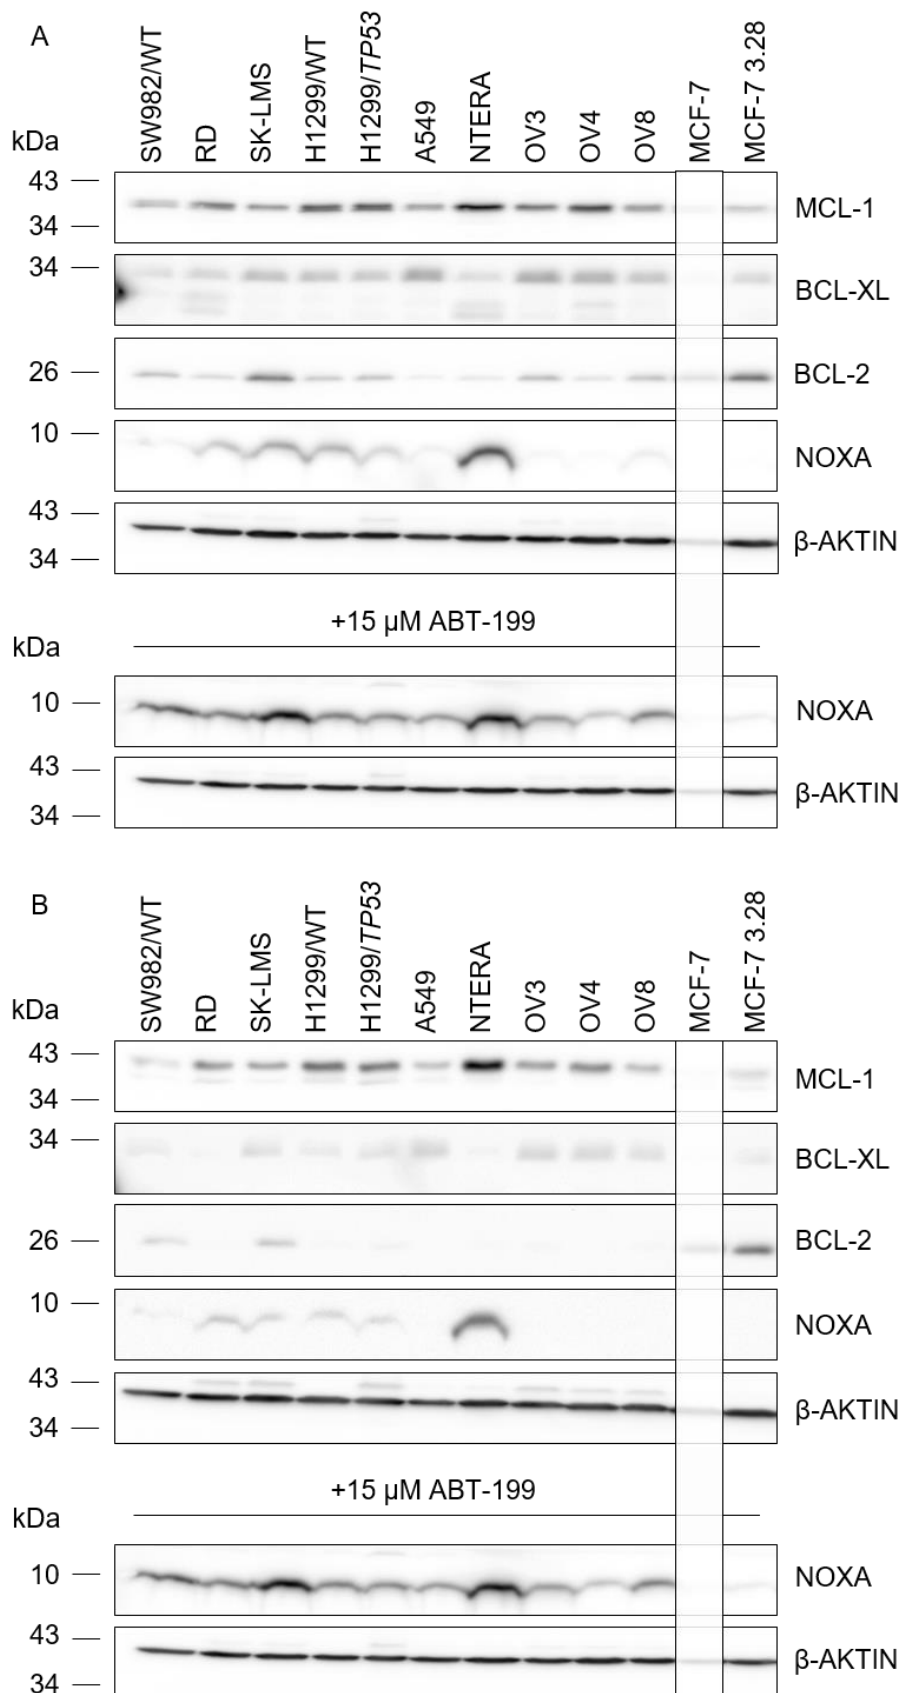 A
SW982/WT RD SK-LMS H1299/WT H1299/TP53 A549 NTERA OV3 OV4 OV8 MCF-7 MCF-7 3.28
kDa
43
34
MCL-1
34
BCL-XL
26
BCL-2
10
NOXA
43
34
β-AKTIN
+15 µM ABT-199
kDa
10
NOXA
43
34
β-AKTIN
B
SW982/WT RD SK-LMS H1299/WT H1299/TP53 A549 NTERA OV3 OV4 OV8 MCF-7 MCF-7 3.28
kDa
43
34
MCL-1
34
BCL-XL
26
BCL-2
10
NOXA
43
34
β-AKTIN
+15 µM ABT-199
kDa
10
NOXA
43
34
β-AKTIN